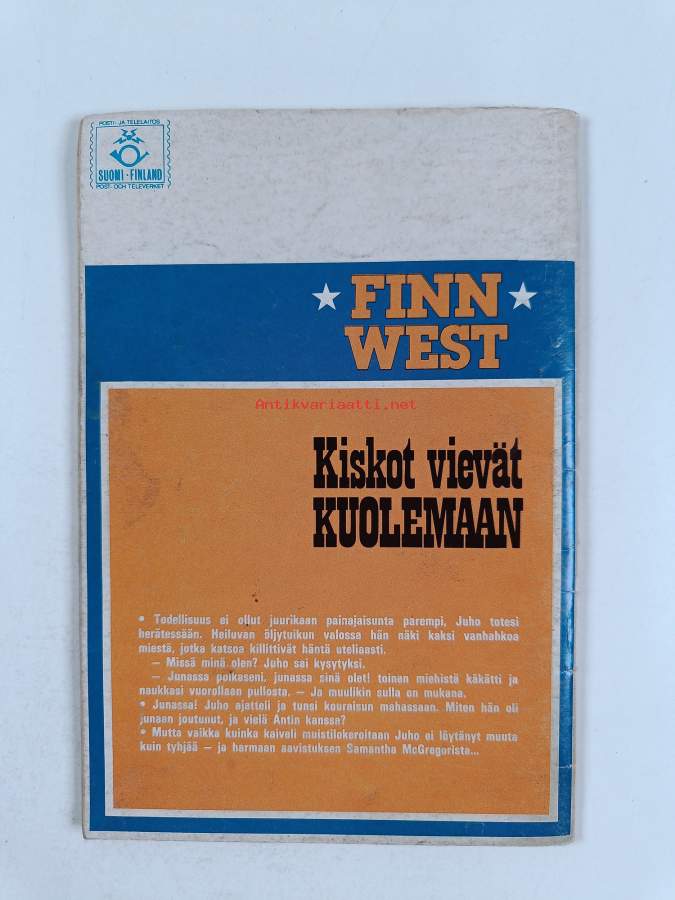 POSTI- JA TELELAITOS
SUOMI·FINLAND
POST- OCH TELEVERKET
FINN
WEST
Antikvariaatti.net
Kiskot vievät
KUOLEMAAN
• Todellisuus ei ollut juurikaan painajaisunta parempi, Juho totesi
herätessään. Heiluvan öljytuikun valossa hän näki kaksi vanhahkoa
miestä, jotka katsoa killittivät häntä uteliaasti.
— Missä minä olen? Juho sai kysytyksi.
— Junassa poikaseni, junassa sinä olet! toinen miehistä käkätti ja
naukkasi vuorollaan pullosta. — Ja muulikin sulla on mukana.
• Junassa! Juho ajatteli ja tunsi kouraisun mahassaan. Miten hän oli
junaan joutunut, ja vielä Antin kanssa?
• Mutta vaikka kuinka kaiveli muistilokeroitaan Juho ei löytänyt muuta
kuin tyhjää — ja harmaan aavistuksen Samantha McGregorista...